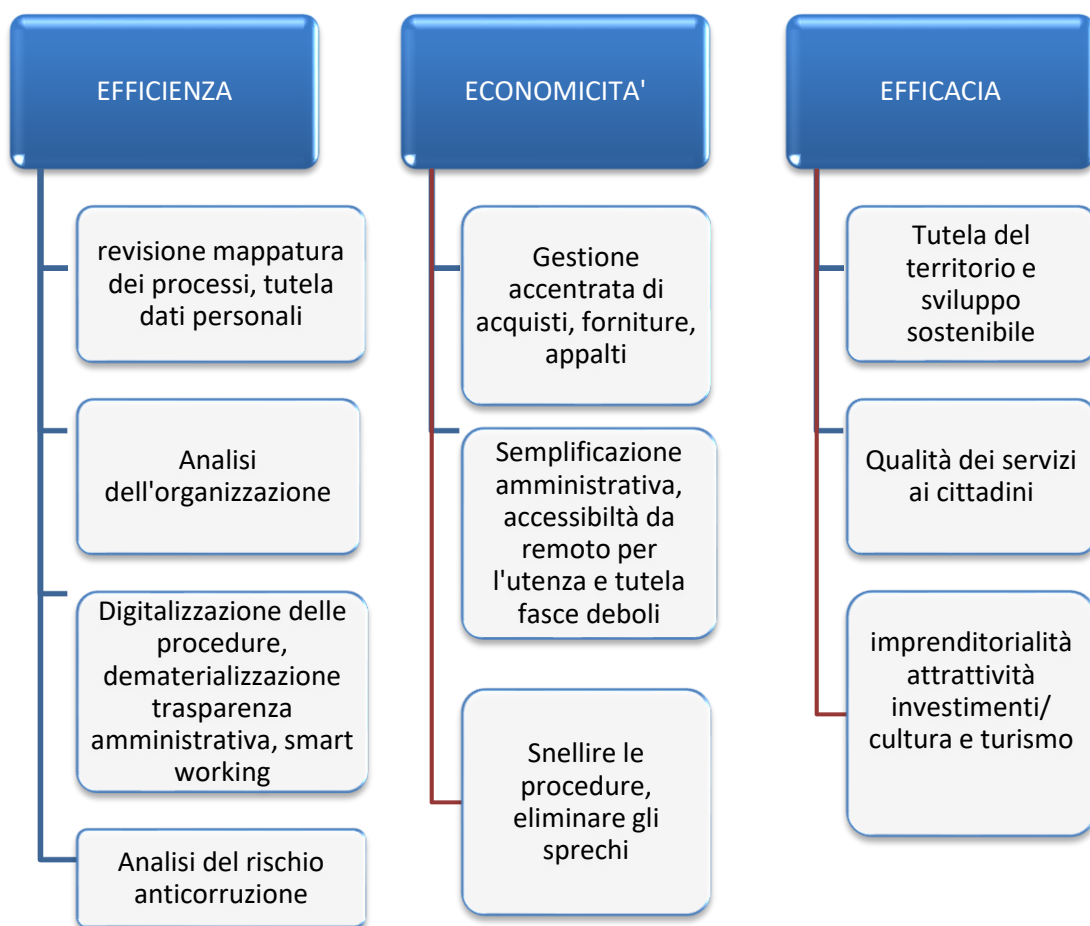 EFFICIENZA
revisione mappatura
dei processi, tutela
dati personali
Analisi
dell'organizzazione
Digitalizzazione delle
procedure,
dematerializzazione
trasparenza
amministrativa, smart
working
Analisi del rischio
anticorruzione
ECONOMICITA'
Gestione
accentrata di
acquisti, forniture,
appalti
Semplificazione
amministrativa,
accessibiltà da
remoto per
l'utenza e tutela
fasce deboli
Snellire le
procedure,
eliminare gli
sprechi
EFFICACIA
Tutela del
territorio e
sviluppo
sostenibile
Qualità dei servizi
ai cittadini
imprenditorialità
attrattività
investimenti/
cultura e turismo